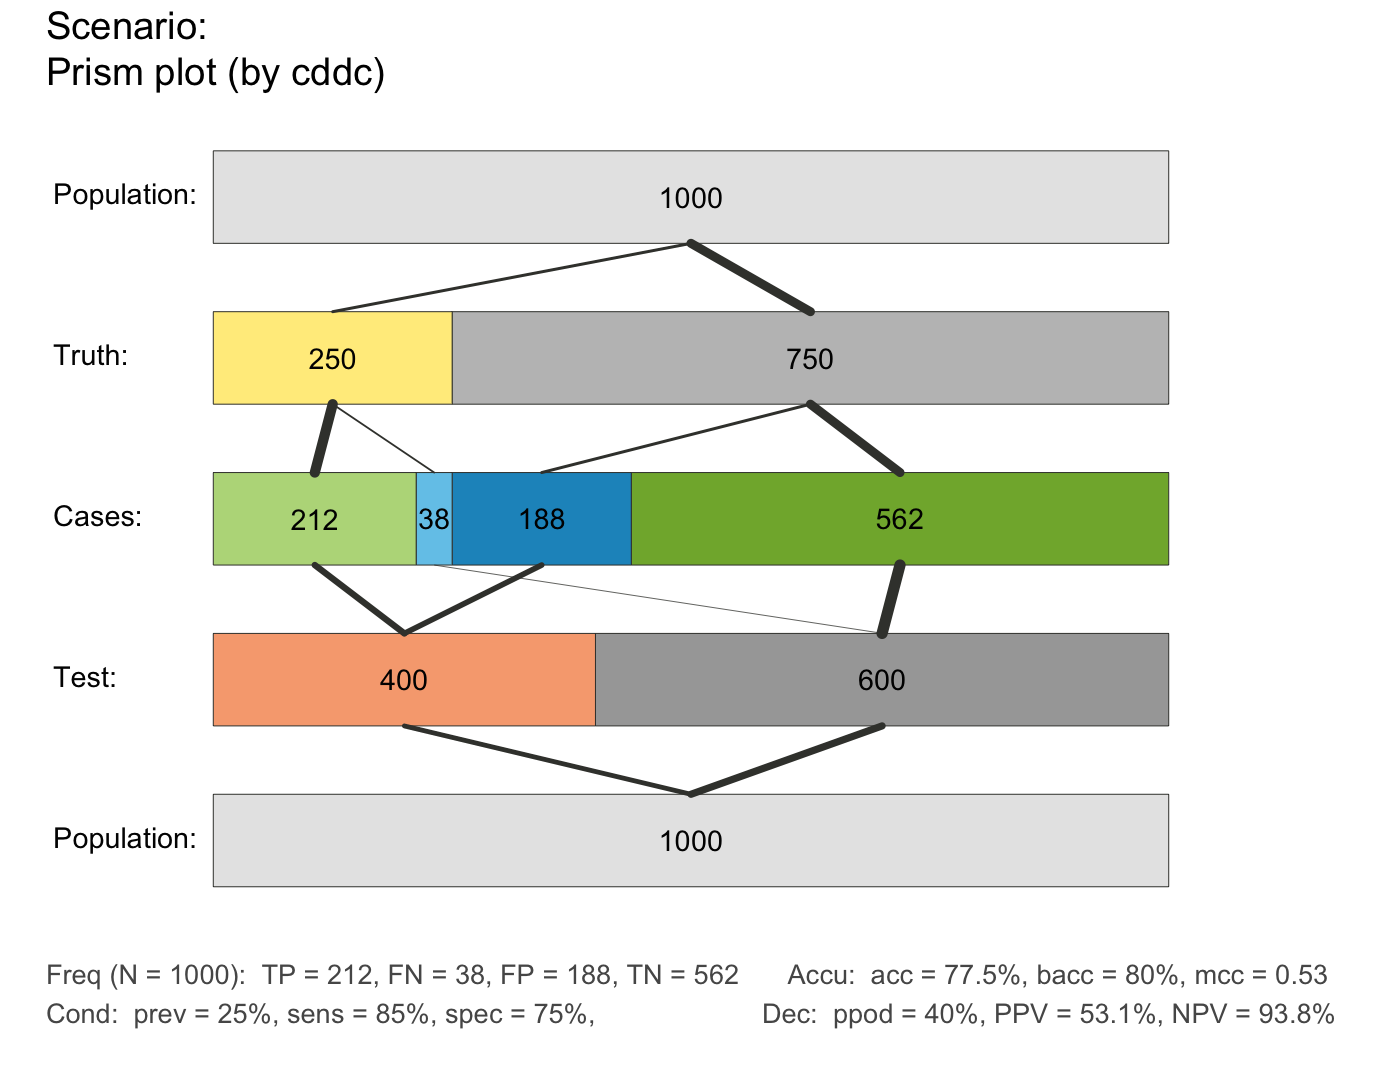 Scenario:
Prism plot (by cddc)
Population:
1000
Truth:
250
750
Cases:
212
38
188
562
Test:
400
600
Population:
1000
Freq (N = 1000):  TP = 212, FN = 38, FP = 188, TN = 562
Accu:  acc = 77.5%, bacc = 80%, mcc = 0.53
Cond:  prev = 25%, sens = 85%, spec = 75%,
Dec:  ppod = 40%, PPV = 53.1%, NPV = 93.8%